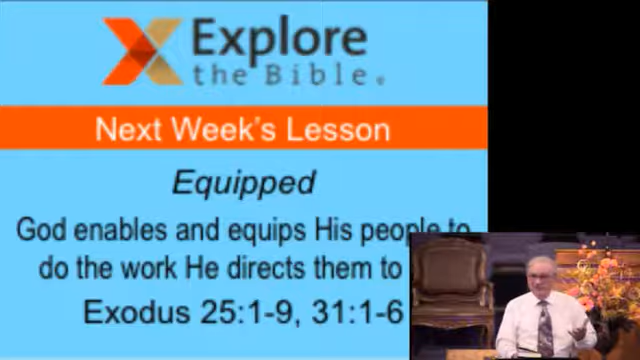 Explore
the Bible®
Next Week's Lesson
Equipped
God enables and equips His people to
do the work He directs them to
Exodus 25:1-9, 31:1-6